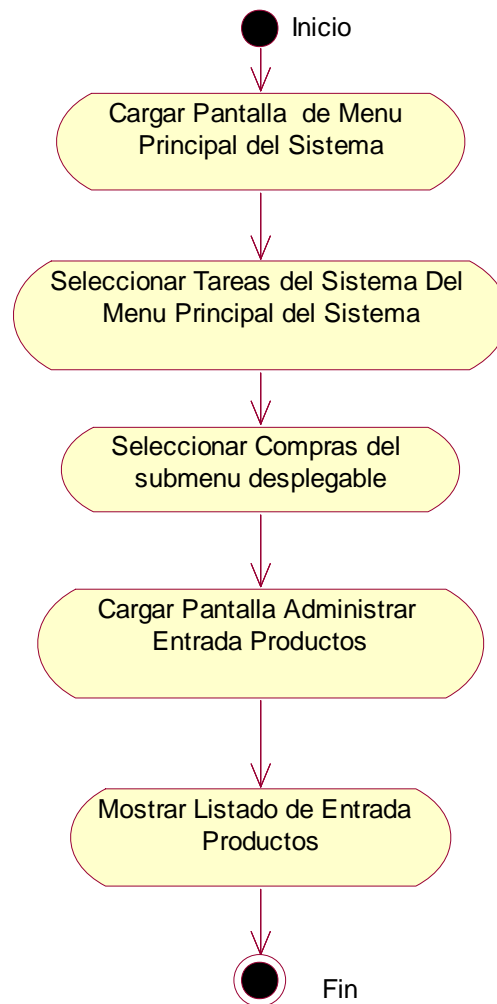 Inicio
Cargar Pantalla  de Menu
Principal del Sistema
Seleccionar Tareas del Sistema Del
Menu Principal del Sistema
Seleccionar Compras del
submenu desplegable
Cargar Pantalla Administrar
Entrada Productos
Mostrar Listado de Entrada
Productos
Fin